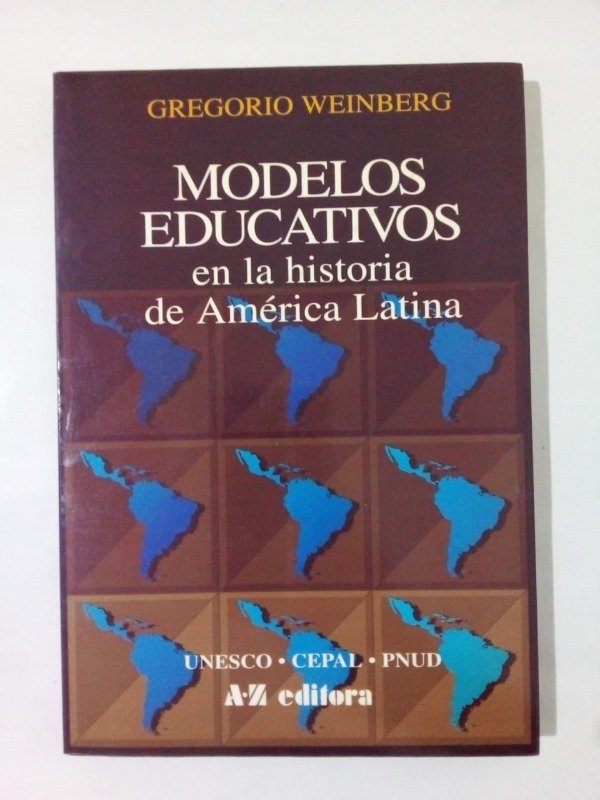 GREGORIO WEINBERG
MODELOS
EDUCATIVOS
en la historia
de América Latina
UNESCO • CEPAL • PNUD
A·Z editora